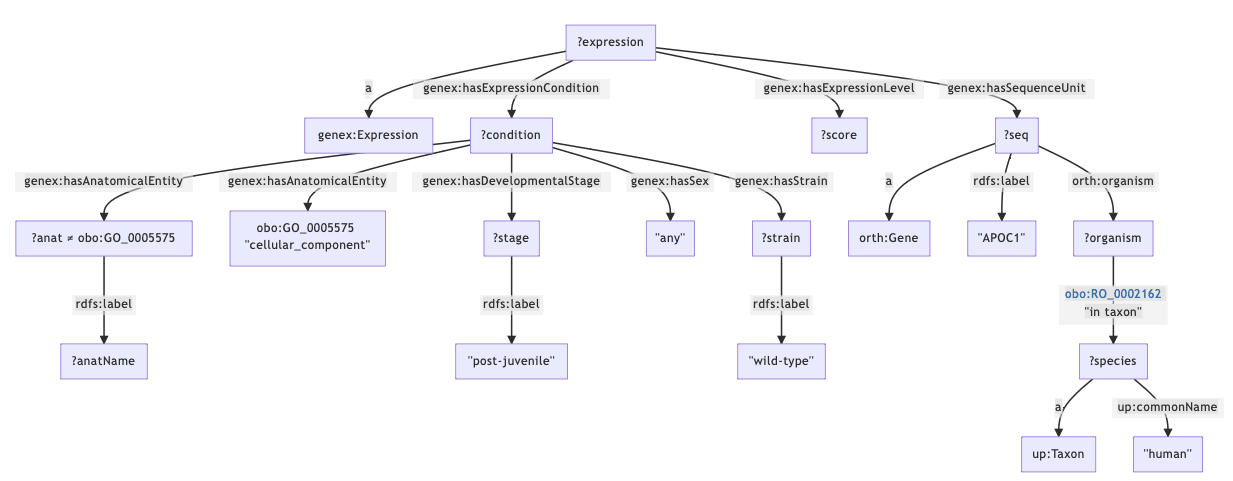 ?expression
a
genex:hasExpressionCondition
genex:hasExpressionLevel
genex:hasSequenceUnit
genex:Expression
?condition
?score
?seq
genex:hasAnatomicalEntity
genex:hasAnatomicalEntity
genex:hasDevelopmentalStage
genex:hasSex
genex:hasStrain
a
rdfs:label
orth:organism
?anat ≠ obo:GO_0005575
obo:GO_0005575
"cellular_component"
?stage
"any"
?strain
orth:Gene
"APOC1"
?organism
rdfs:label
rdfs:label
rdfs:label
obo:RO_0002162
"in taxon"
?anatName
"post-juvenile"
"wild-type"
?species
a
up:commonName
up:Taxon
"human"